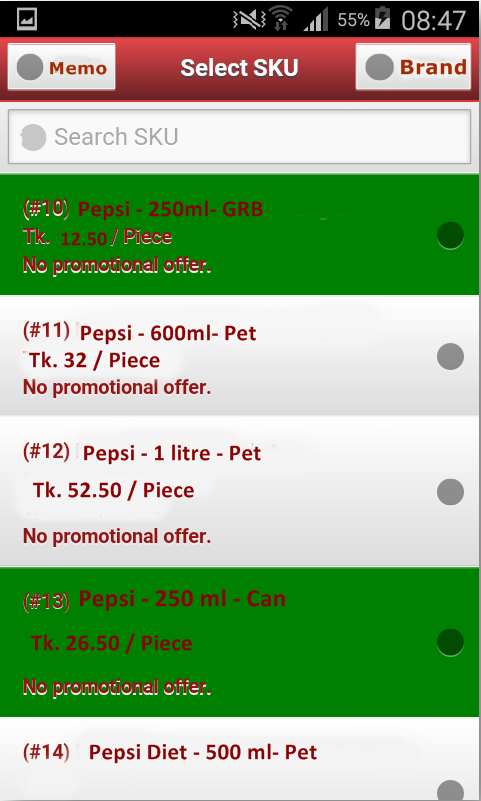 55% 08:47
Memo Select SKU Brand
Search SKU
(#10) Pepsi - 250ml- GRB
Tk. 12.50 / Piece
No promotional offer.
(#11) Pepsi - 600ml- Pet
Tk. 32 / Piece
No promotional offer.
(#12) Pepsi - 1 litre - Pet
Tk. 52.50 / Piece
No promotional offer.
(#13) Pepsi - 250 ml - Can
Tk. 26.50 / Piece
No promotional offer.
(#14) Pepsi Diet - 500 ml- Pet